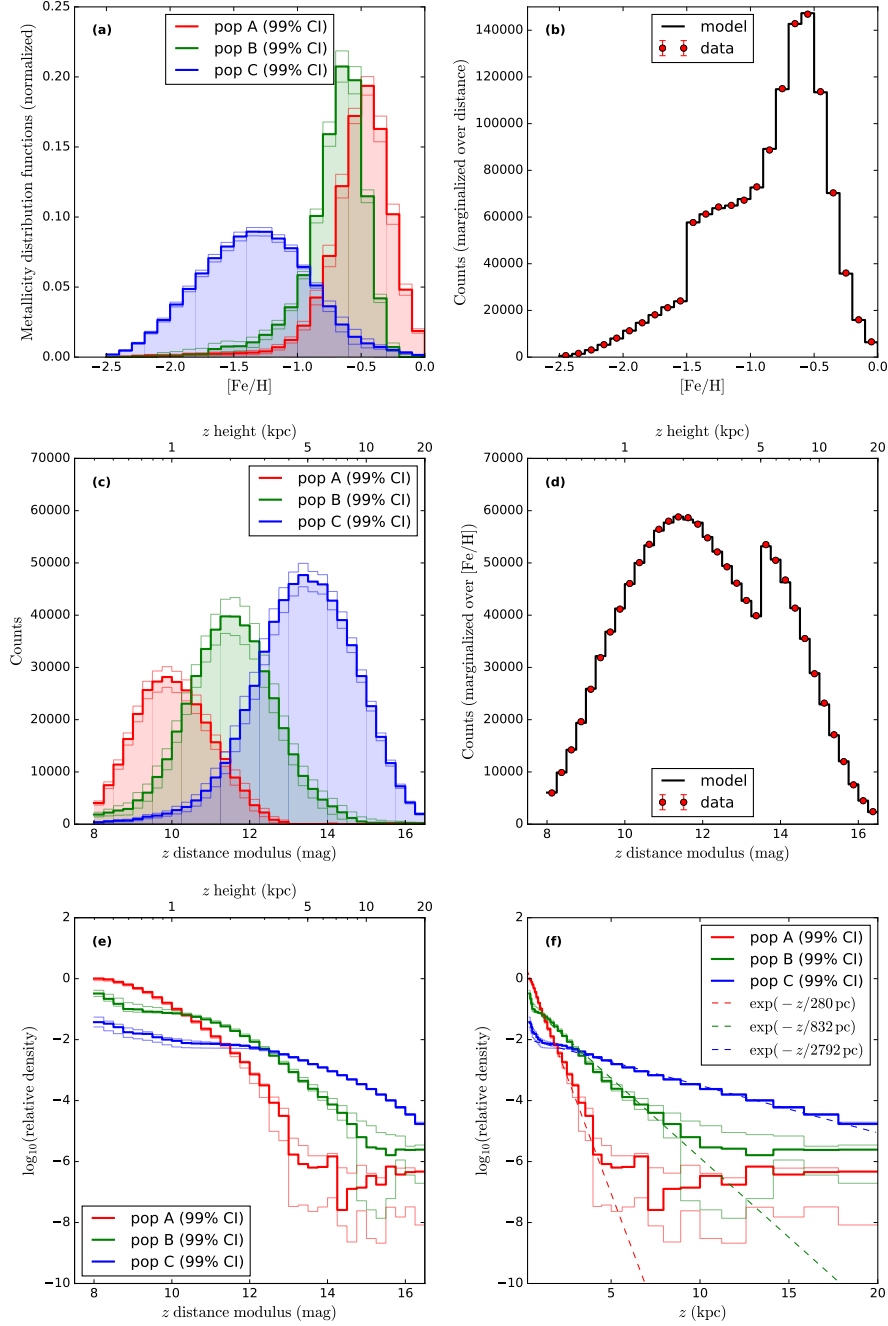 (a)
pop A (99% CI)
pop B (99% CI)
pop C (99% CI)
Metallicity distribution functions (normalized)
0.00
0.05
0.10
0.15
0.20
0.25
−2.5
−2.0
−1.5
−1.0
−0.5
0.0
[Fe/H]
(b)
model
data
Counts (marginalized over distance)
0
20000
40000
60000
80000
100000
120000
140000
−2.5
−2.0
−1.5
−1.0
−0.5
0.0
[Fe/H]
z height (kpc)
1
5
10
20
(c)
pop A (99% CI)
pop B (99% CI)
pop C (99% CI)
Counts
0
10000
20000
30000
40000
50000
60000
70000
8
10
12
14
16
z distance modulus (mag)
z height (kpc)
1
5
10
20
(d)
model
data
Counts (marginalized over [Fe/H])
0
10000
20000
30000
40000
50000
60000
70000
8
10
12
14
16
z distance modulus (mag)
z height (kpc)
1
5
10
20
(e)
pop A (99% CI)
pop B (99% CI)
pop C (99% CI)
log₁₀(relative density)
−10
−8
−6
−4
−2
0
2
8
10
12
14
16
z distance modulus (mag)
(f)
pop A (99% CI)
pop B (99% CI)
pop C (99% CI)
exp(−z/280 pc)
exp(−z/832 pc)
exp(−z/2792 pc)
log₁₀(relative density)
−10
−8
−6
−4
−2
0
2
5
10
15
20
z (kpc)